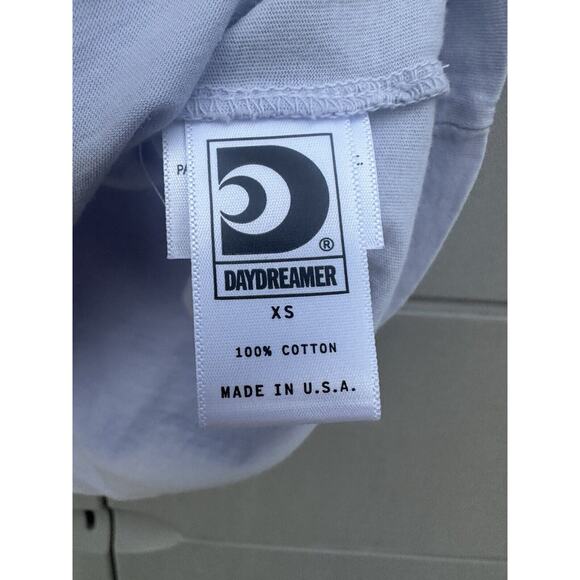 ®
DAYDREAMER
XS
100% COTTON
MADE IN U.S.A.